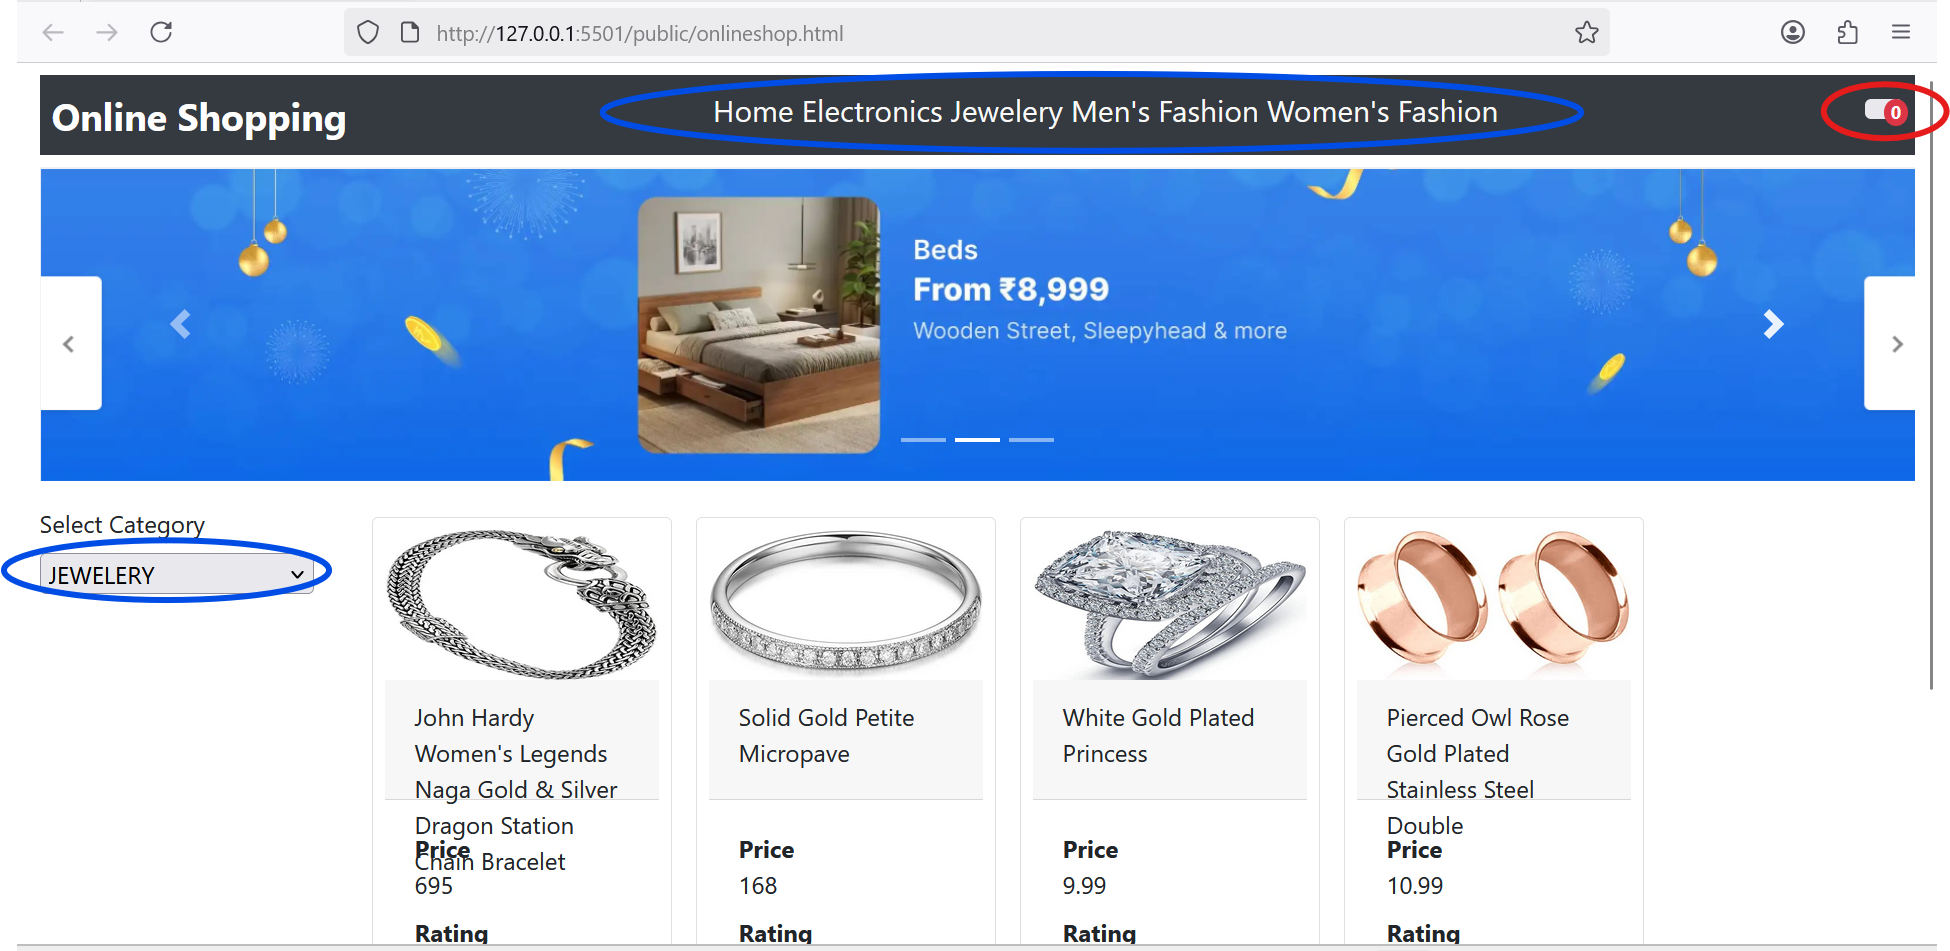 http://127.0.0.1:5501/public/onlineshop.html
Online Shopping
Home Electronics Jewelery Men's Fashion Women's Fashion
0
Beds
From ₹8,999
Wooden Street, Sleepyhead & more
Select Category
JEWELERY
John Hardy
Women's Legends
Naga Gold & Silver
Dragon Station
Chain Bracelet
Price
695
Rating
Solid Gold Petite
Micropave
Price
168
Rating
White Gold Plated
Princess
Price
9.99
Rating
Pierced Owl Rose
Gold Plated
Stainless Steel
Double
Price
10.99
Rating